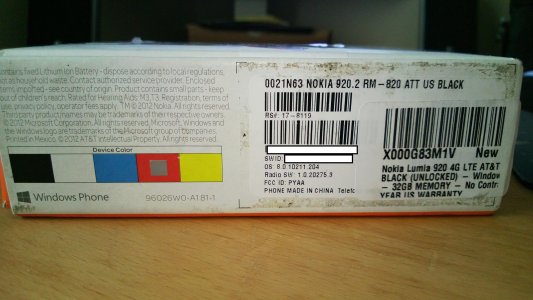 contains fixed Lithium Ion Battery - dispose according to local regulations,
not as household waste. Contact authorized service provider. Enclosed
items imported - see country of origin. Product contains small parts - keep
out of children's reach. Rated for Hearing Aids: M3,T3. Registration, terms of
use, privacy policy, operator fees apply. TM © 2012 Nokia. All rights reserved.
Third party product/names may be trademarks of their respective owners.
© 2012 Microsoft Corporation. All rights reserved. Microsoft, Windows and
the Windows logo are trademarks of the Microsoft group of companies.
Printed in Mexico. © 2012 AT&T Intellectual Property. All rights reserved.
Device Color
Windows Phone
96026W0-A181-1
0021N63 NOKIA 920.2 RM-820 ATT US BLACK
RS#: 17-8119
SWID:
OS: 8.0.10211.204
Radio SW: 1.0.20275.3
FCC ID: PYAA
PHONE MADE IN CHINA Telefo
X000G83M1V New
Nokia Lumia 920 4G LTE AT&T
BLACK (UNLOCKED) - Window
- 32GB MEMORY - No Contr
YEAR US WARRANTY